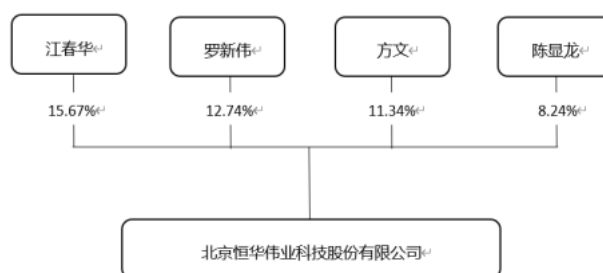 江春华
罗新伟
方文
陈显龙
15.67%
12.74%
11.34%
8.24%
北京恒华伟业科技股份有限公司